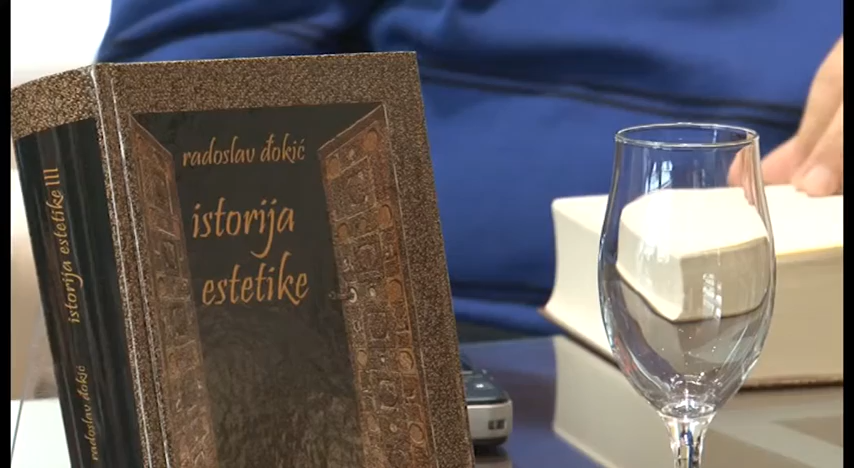 radoslav đokić
istorija
estetike
istorija estetike III
radoslav đokić